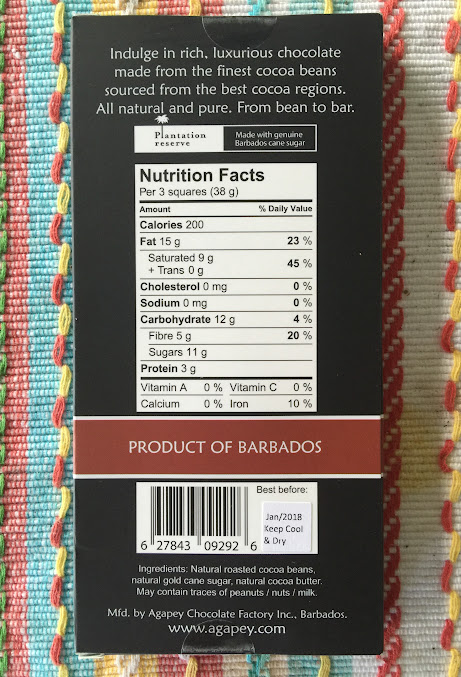 Indulge in rich, luxurious chocolate
made from the finest cocoa beans
sourced from the best cocoa regions.
All natural and pure. From bean to bar.
Plantation
reserve
Made with genuine
Barbados cane sugar
Nutrition Facts
Per 3 squares (38 g)
Amount % Daily Value
Calories 200
Fat 15 g 23 %
Saturated 9 g
+ Trans 0 g 45 %
Cholesterol 0 mg 0 %
Sodium 0 mg 0 %
Carbohydrate 12 g 4 %
Fibre 5 g 20 %
Sugars 11 g
Protein 3 g
Vitamin A 0 % Vitamin C 0 %
Calcium 0 % Iron 10 %
PRODUCT OF BARBADOS
Best before:
Jan/2018
Keep Cool
& Dry
6 27843 09292 6
Ingredients: Natural roasted cocoa beans,
natural gold cane sugar, natural cocoa butter.
May contain traces of peanuts / nuts / milk.
Mfd. by Agapey Chocolate Factory Inc., Barbados.
www.agapey.com